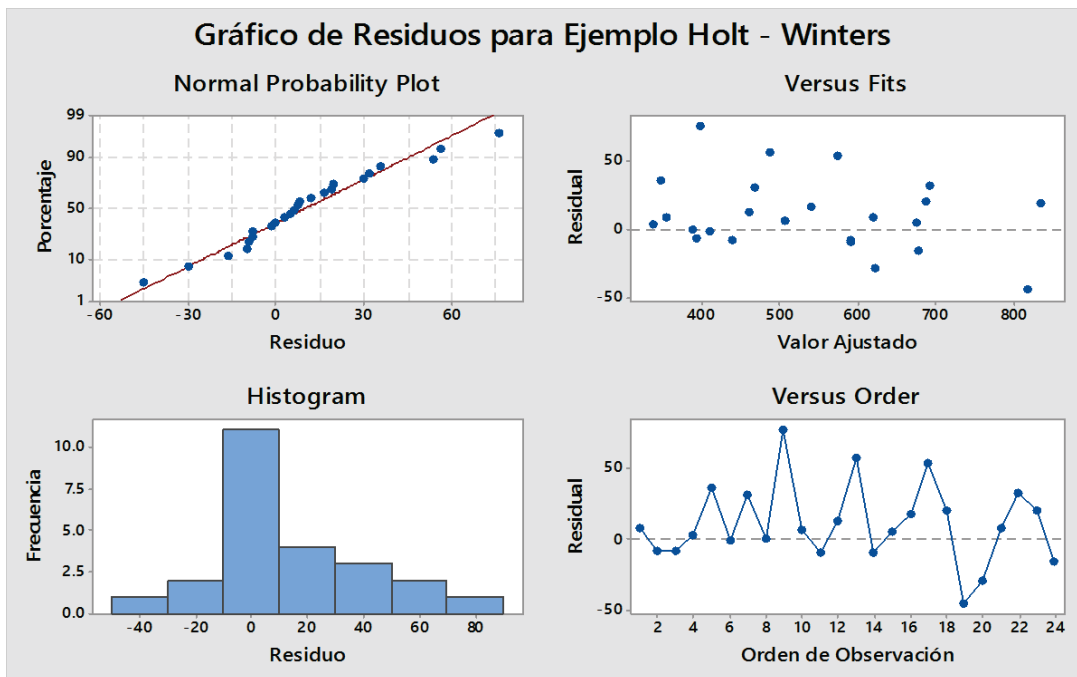 Gráfico de Residuos para Ejemplo Holt - Winters
Normal Probability Plot
99
90
50
10
1
Porcentaje
-60 -30 0 30 60
Residuo
Versus Fits
50
0
-50
Residual
400 500 600 700 800
Valor Ajustado
Histogram
10.0
7.5
5.0
2.5
0.0
Frecuencia
-40 -20 0 20 40 60 80
Residuo
Versus Order
50
0
-50
Residual
2 4 6 8 10 12 14 16 18 20 22 24
Orden de Observación